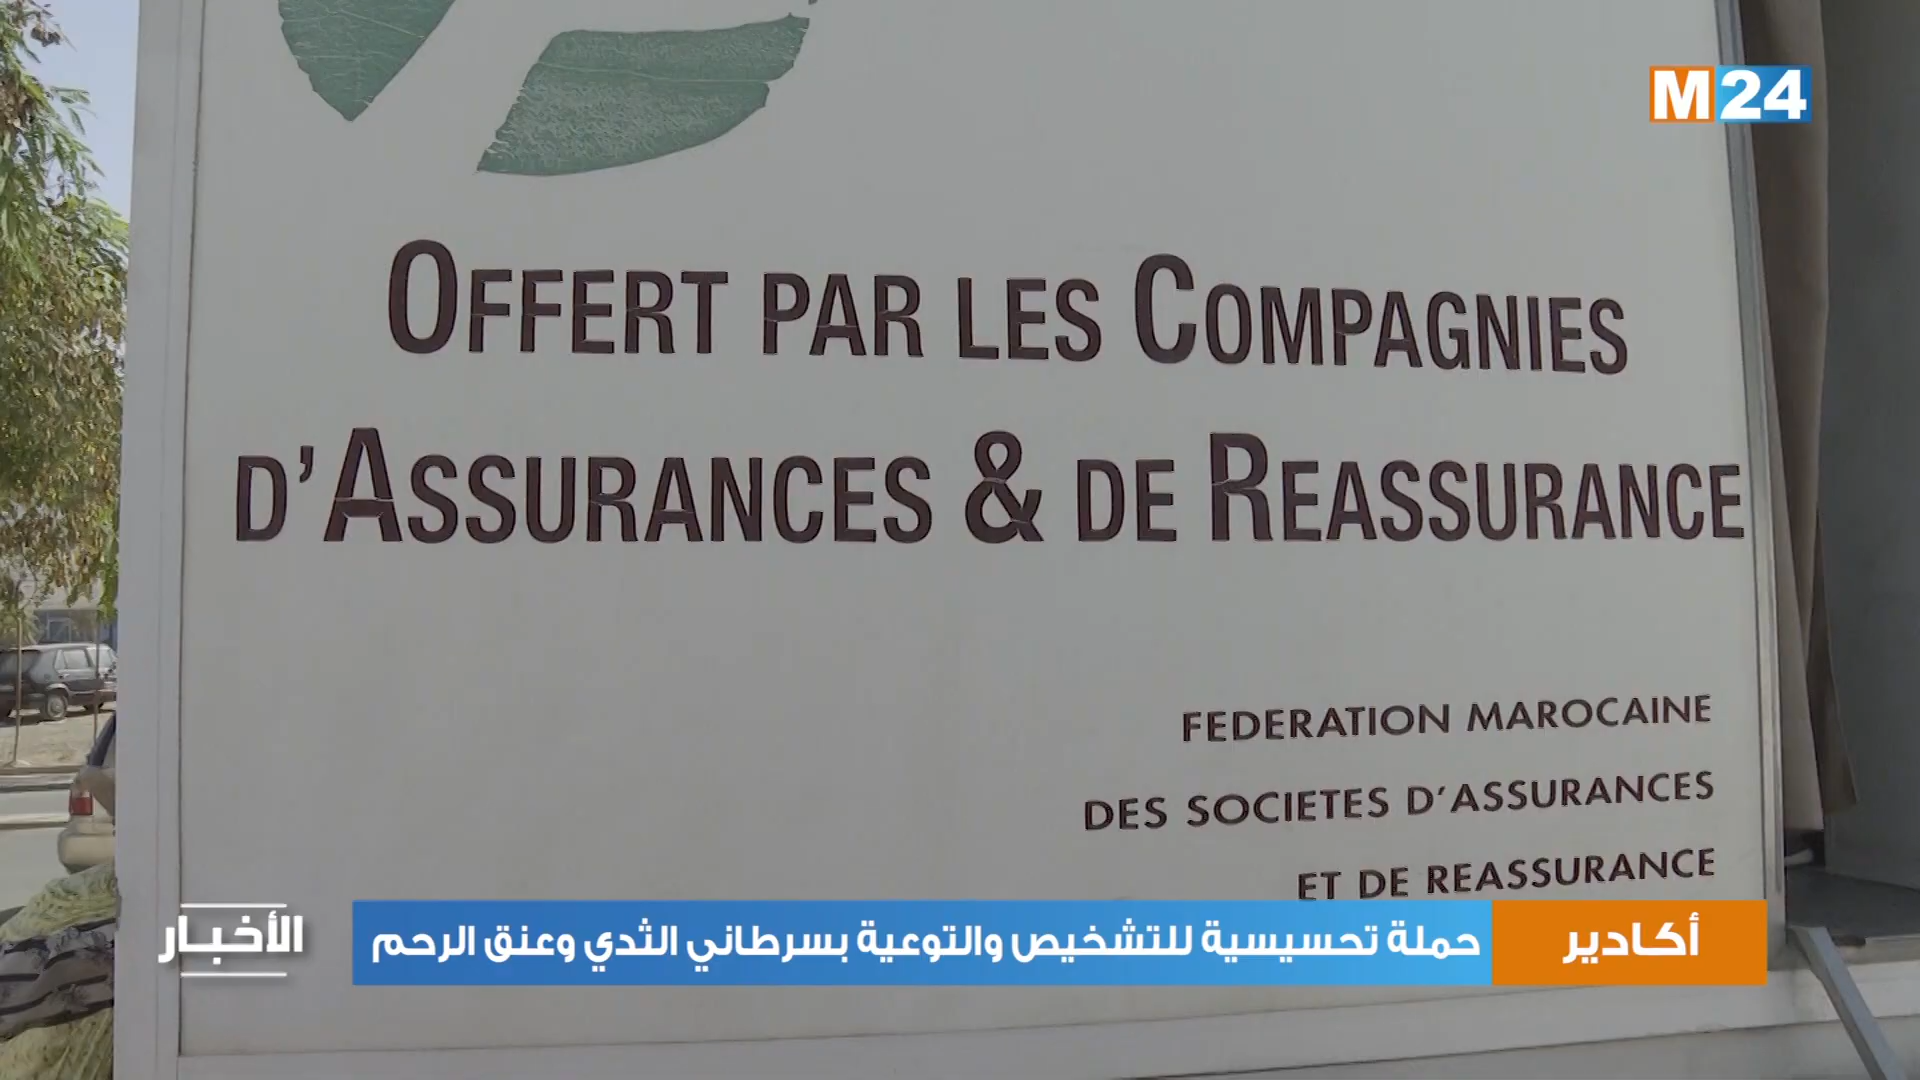 M24
OFFERT PAR LES COMPAGNIES
D'ASSURANCES & DE REASSURANCE
FEDERATION MAROCAINE
DES SOCIETES D'ASSURANCES
ET DE REASSURANCE
أكادير
حملة تحسيسية للتشخيص والتوعية بسرطاني الثدي وعنق الرحم
الأخبار